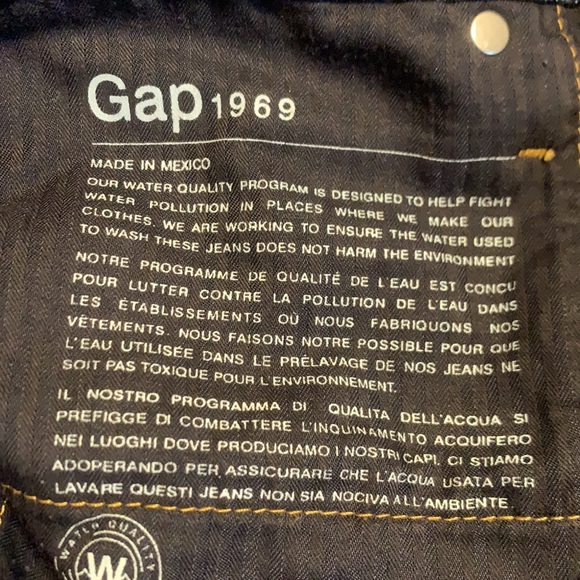 Gap 1969
MADE IN MEXICO
OUR WATER QUALITY PROGRAM IS DESIGNED TO HELP FIGHT
WATER POLLUTION IN PLACES WHERE WE MAKE OUR
CLOTHES. WE ARE WORKING TO ENSURE THE WATER USED
TO WASH THESE JEANS DOES NOT HARM THE ENVIRONMENT
NOTRE PROGRAMME DE QUALITÉ DE L'EAU EST CONCU
POUR LUTTER CONTRE LA POLLUTION DE L'EAU DANS
LES ÉTABLISSEMENTS OÙ NOUS FABRIQUONS NOS
VÊTEMENTS. NOUS FAISONS NOTRE POSSIBLE POUR QUE
L'EAU UTILISÉE DANS LE PRÉLAVAGE DE NOS JEANS NE
SOIT PAS TOXIQUE POUR L'ENVIRONNEMENT.
IL NOSTRO PROGRAMMA DI QUALITA DELL'ACQUA SI
PREFIGGE DI COMBATTERE L'INQUINAMENTO ACQUIFERO
NEI LUOGHI DOVE PRODUCIAMO I NOSTRI CAPI. CI STIAMO
ADOPERANDO PER ASSICURARE CHE L'ACQUA USATA PER
LAVARE QUESTI JEANS NON SIA NOCIVA ALL'AMBIENTE.
WATER QUALITY
W